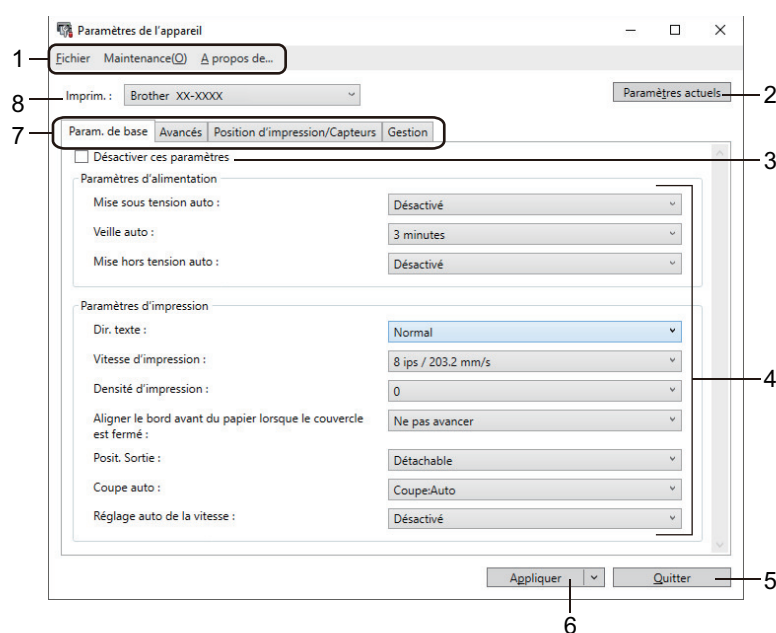 Paramètres de l'appareil
1
Fichier Maintenance(O) A propos de...
8
Imprim. : Brother XX-XXXX
Paramètres actuels
2
7
Param. de base Avancés Position d'impression/Capteurs Gestion
Désactiver ces paramètres
3
Paramètres d'alimentation
Mise sous tension auto : Désactivé
Veille auto : 3 minutes
Mise hors tension auto : Désactivé
Paramètres d'impression
Dir. texte : Normal
Vitesse d'impression : 8 ips / 203.2 mm/s
4
Densité d'impression : 0
Aligner le bord avant du papier lorsque le couvercle
est fermé :
Ne pas avancer
Posit. Sortie : Détachable
Coupe auto : Coupe:Auto
Réglage auto de la vitesse : Désactivé
Appliquer Quitter
5
6